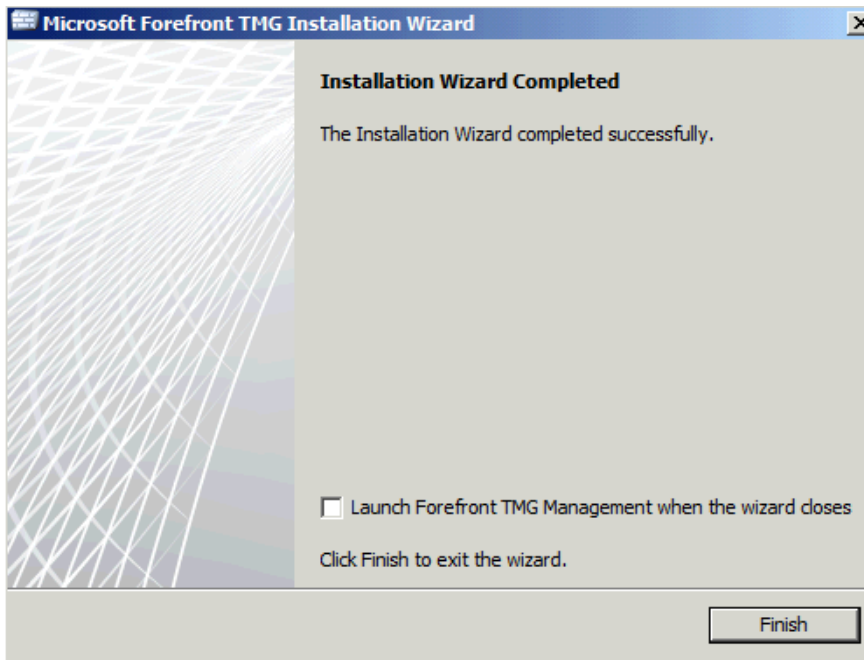 Microsoft Forefront TMG Installation Wizard
Installation Wizard Completed
The Installation Wizard completed successfully.
Launch Forefront TMG Management when the wizard closes
Click Finish to exit the wizard.
Finish